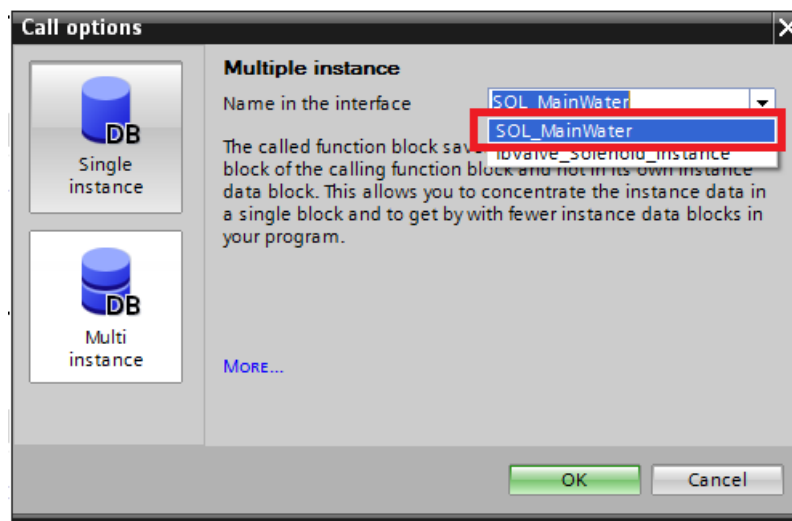 Call options
DB
Single
instance
DB
Multi
instance
Multiple instance
Name in the interface
SOL_MainWater
SOL_MainWater
The called function block
block of the calling function block and not in its own instance
data block. This allows you to concentrate the instance data in
a single block and to get by with fewer instance data blocks in
your program.
MORE...
OK
Cancel